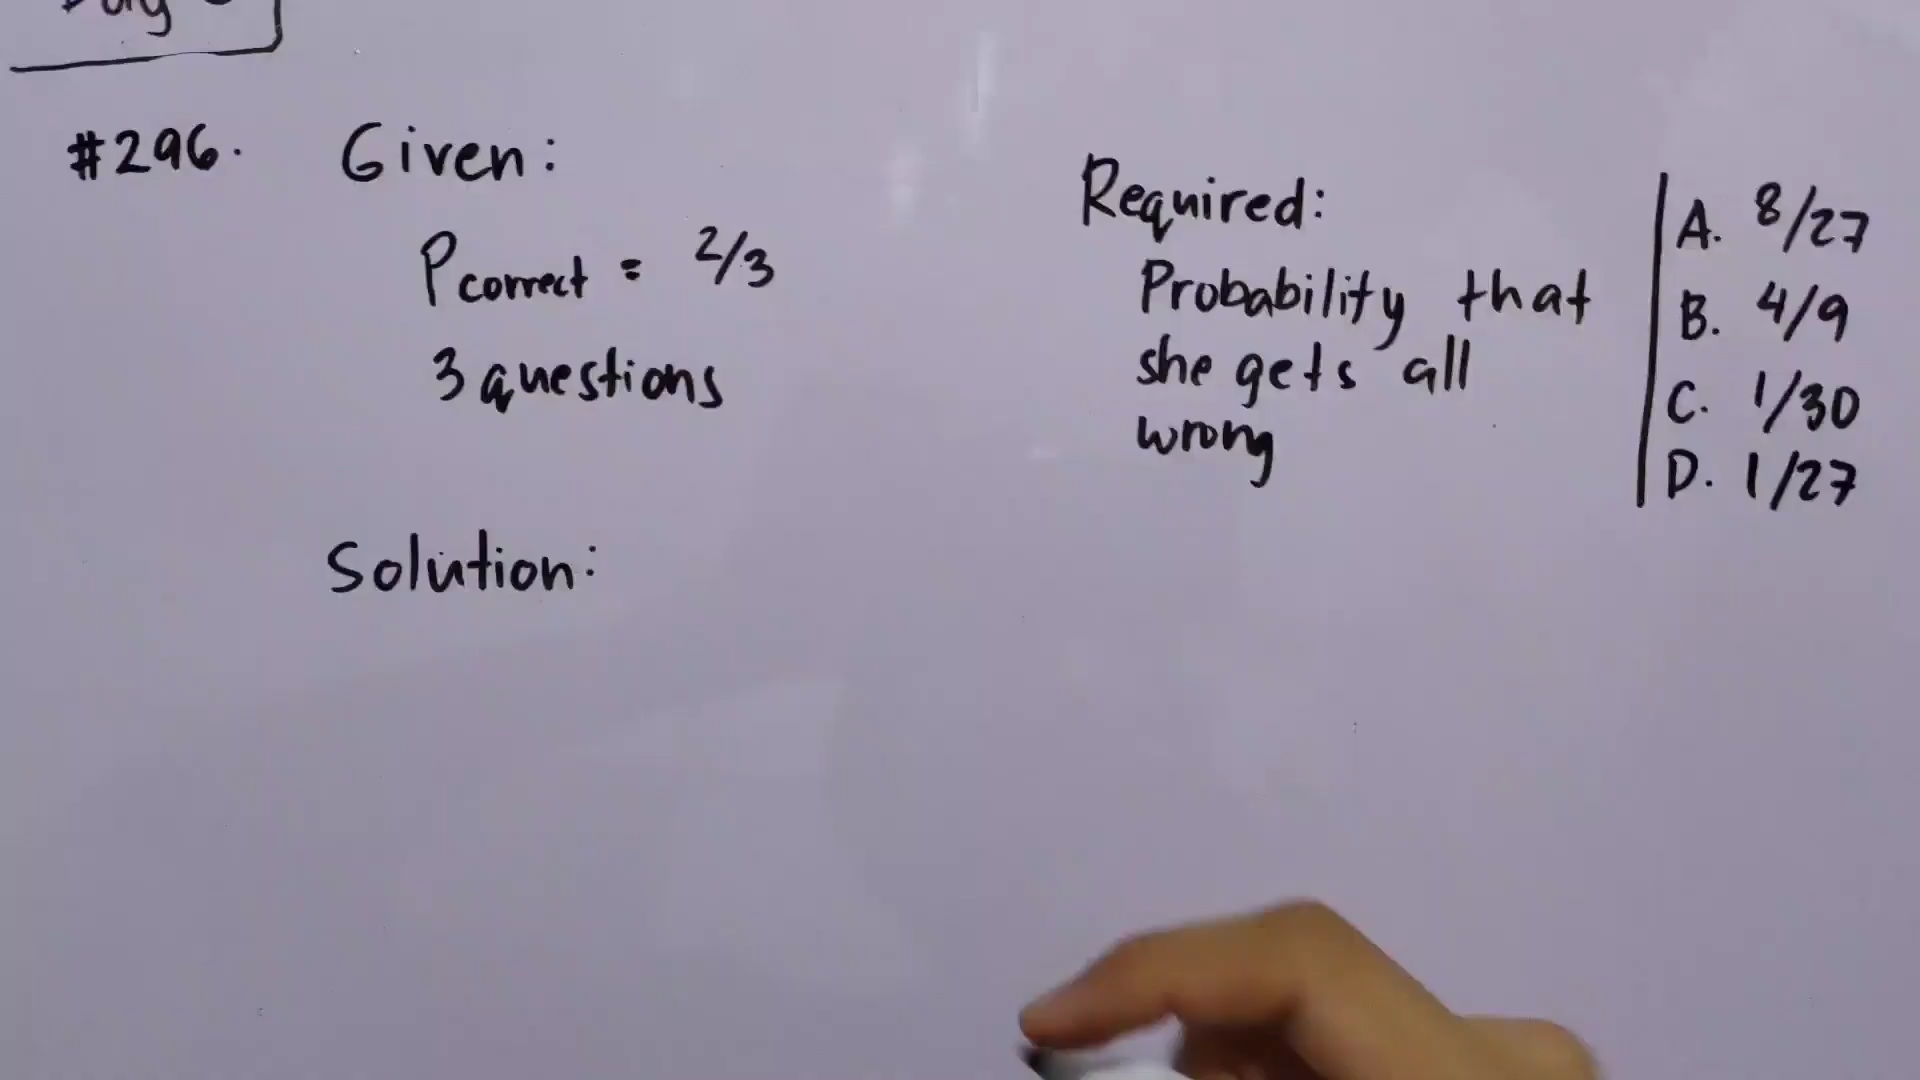 #296. Given:
P correct = 2/3
3 questions
Required:
Probability that
she gets all
wrong
A. 8/27
B. 4/9
C. 1/30
D. 1/27
Solution: